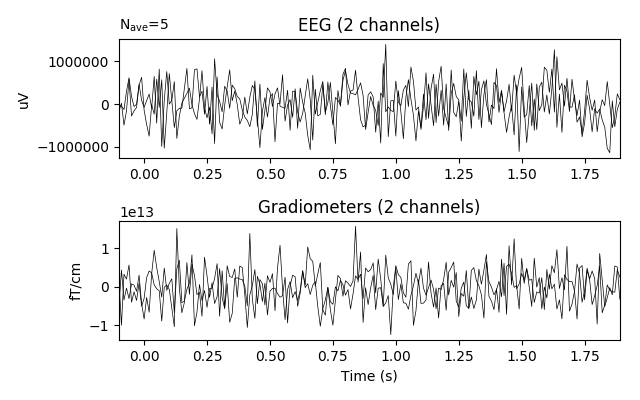 N_ave=5
EEG (2 channels)
1000000
0
−1000000
µV
0.00 0.25 0.50 0.75 1.00 1.25 1.50 1.75
1e13
Gradiometers (2 channels)
1
0
−1
fT/cm
0.00 0.25 0.50 0.75 1.00 1.25 1.50 1.75
Time (s)